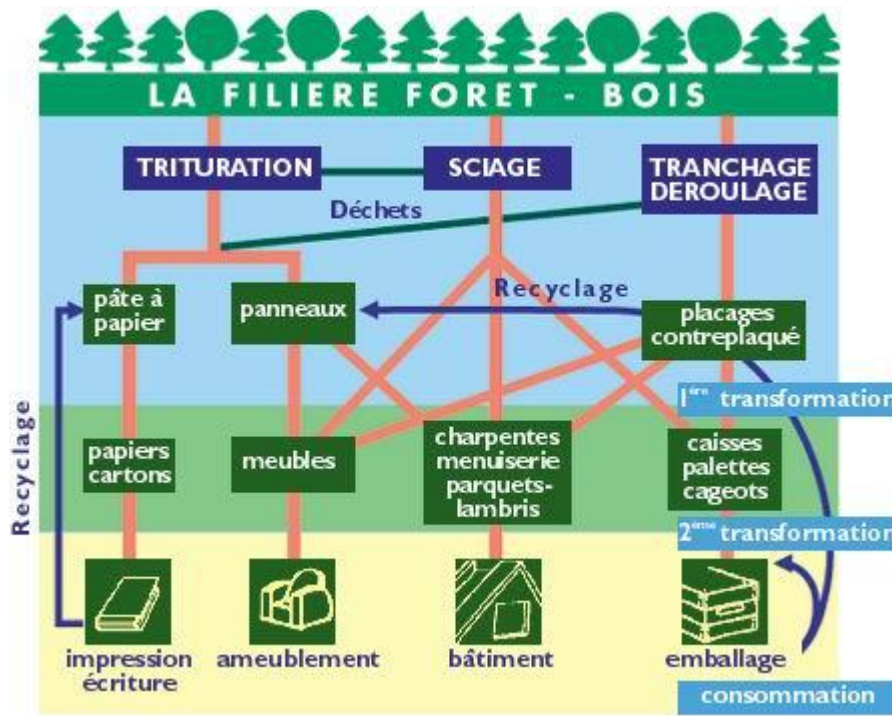 LA FILIERE FORET - BOIS
TRITURATION
SCIAGE
TRANCHAGE
DEROULAGE
Déchets
Recyclage
pâte à
papier
panneaux
placages
contreplaqué
1ère transformation
Recyclage
papiers
cartons
meubles
charpentes
menuiserie
parquets-
lambris
caisses
palettes
cageots
2ème transformation
impression
écriture
ameublement
bâtiment
emballage
consommation